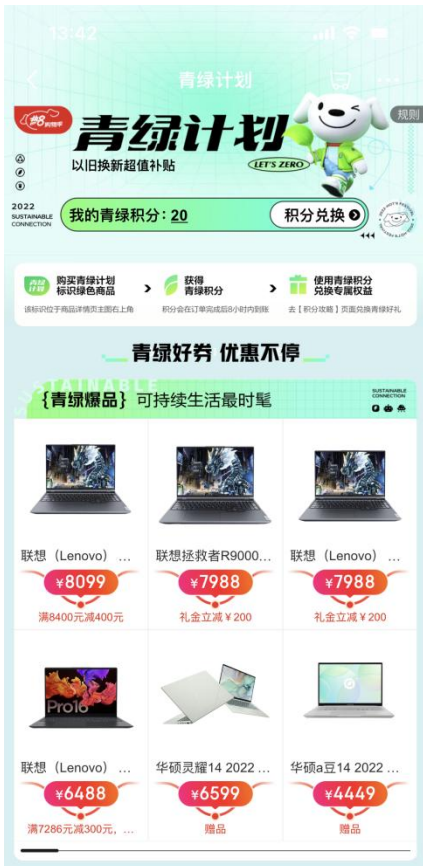 13:42
青绿计划
规则
青绿计划
以旧换新超值补贴
LET'S ZERO
2022
SUSTAINABLE
CONNECTION
我的青绿积分：20
积分兑换
购买青绿计划
标识绿色商品
该标识位于商品详情页主图右上角
获得
青绿积分
积分会在订单完成后8小时内到账
使用青绿积分
兑换专属权益
去【积分攻略】页面兑换青绿好礼
青绿好券 优惠不停
SUSTAINABLE
{青绿爆品} 可持续生活最时髦
SUSTAINABLE
CONNECTION
联想（Lenovo） ...
¥8099
满8400元减400元
联想拯救者R9000...
¥7988
礼金立减¥200
联想（Lenovo） ...
¥7988
礼金立减¥200
Pro16
联想（Lenovo） ...
¥6488
满7286元减300元，...
华硕灵耀14 2022 ...
¥6599
赠品
华硕a豆14 2022 ...
¥4449
赠品